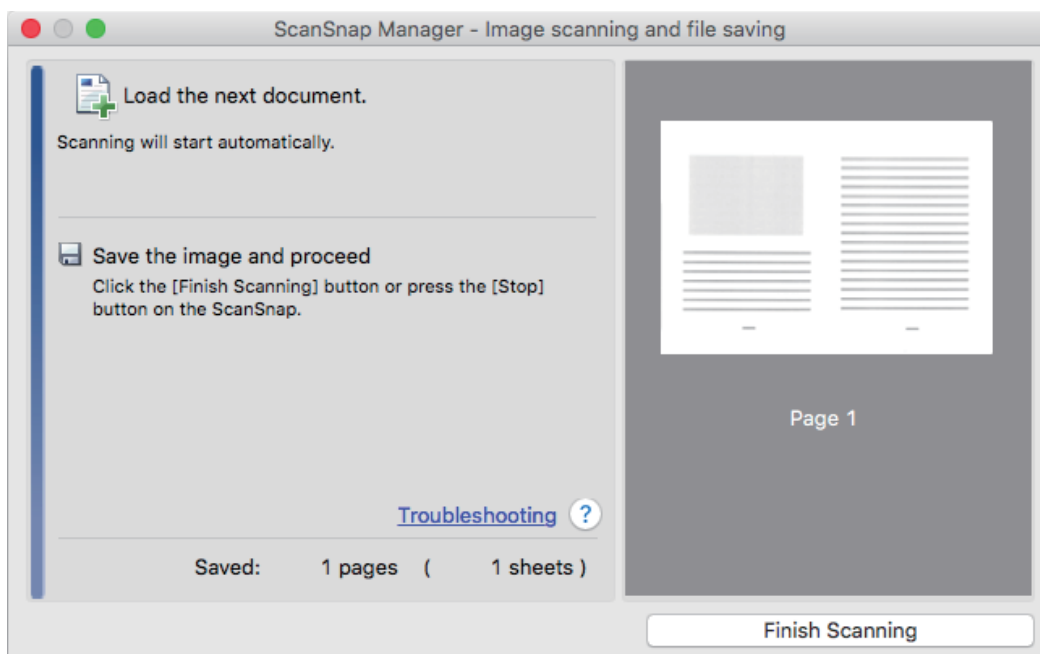 ScanSnap Manager - Image scanning and file saving
Load the next document.
Scanning will start automatically.
Save the image and proceed
Click the [Finish Scanning] button or press the [Stop]
button on the ScanSnap.
Troubleshooting ?
Saved: 1 pages ( 1 sheets )
Page 1
Finish Scanning